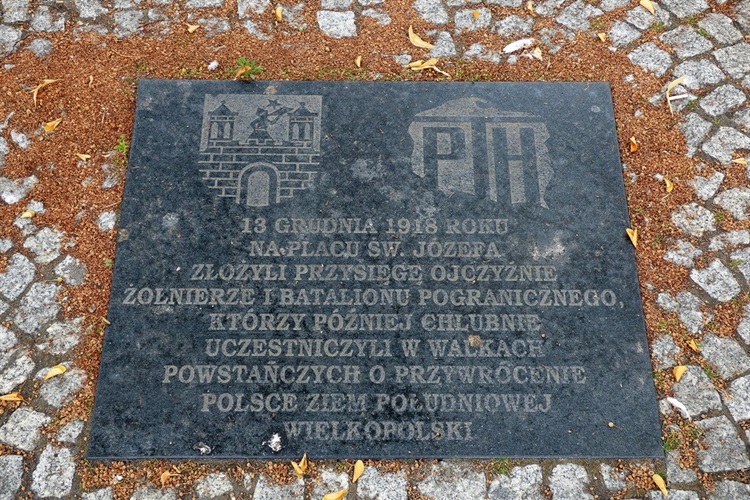 PTH
13 GRUDNIA 1918 ROKU
NA PLACU ŚW. JÓZEFA
ZŁOŻYLI PRZYSIĘGĘ OJCZYŹNIE
ŻOŁNIERZE I BATALIONU POGRANICZNEGO,
KTÓRZY PÓŹNIEJ CHLUBNIE
UCZESTNICZYLI W WALKACH
POWSTAŃCZYCH O PRZYWRÓCENIE
POLSCE ZIEM POŁUDNIOWEJ
WIELKOPOLSKI